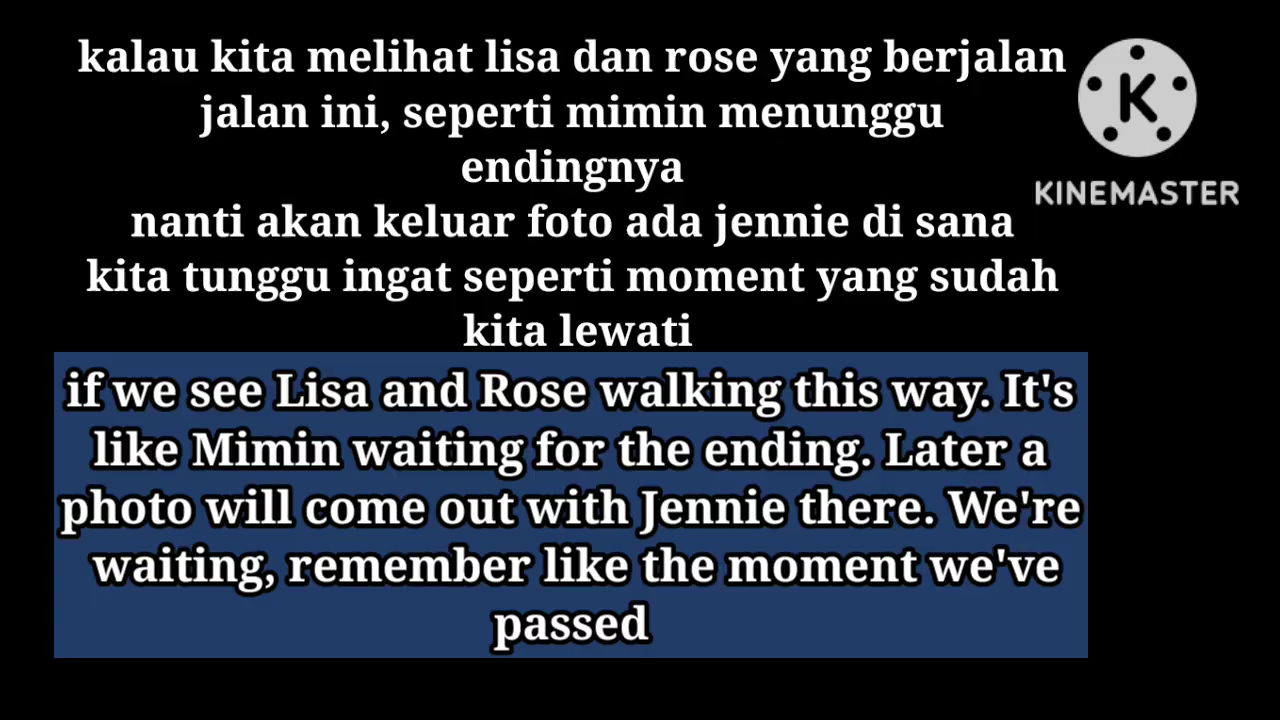 kalau kita melihat lisa dan rose yang berjalan
jalan ini, seperti mimin menunggu
endingnya
nanti akan keluar foto ada jennie di sana
kita tunggu ingat seperti moment yang sudah
kita lewati
if we see Lisa and Rose walking this way. It's
like Mimin waiting for the ending. Later a
photo will come out with Jennie there. We're
waiting, remember like the moment we've
passed
K
KINEMASTER